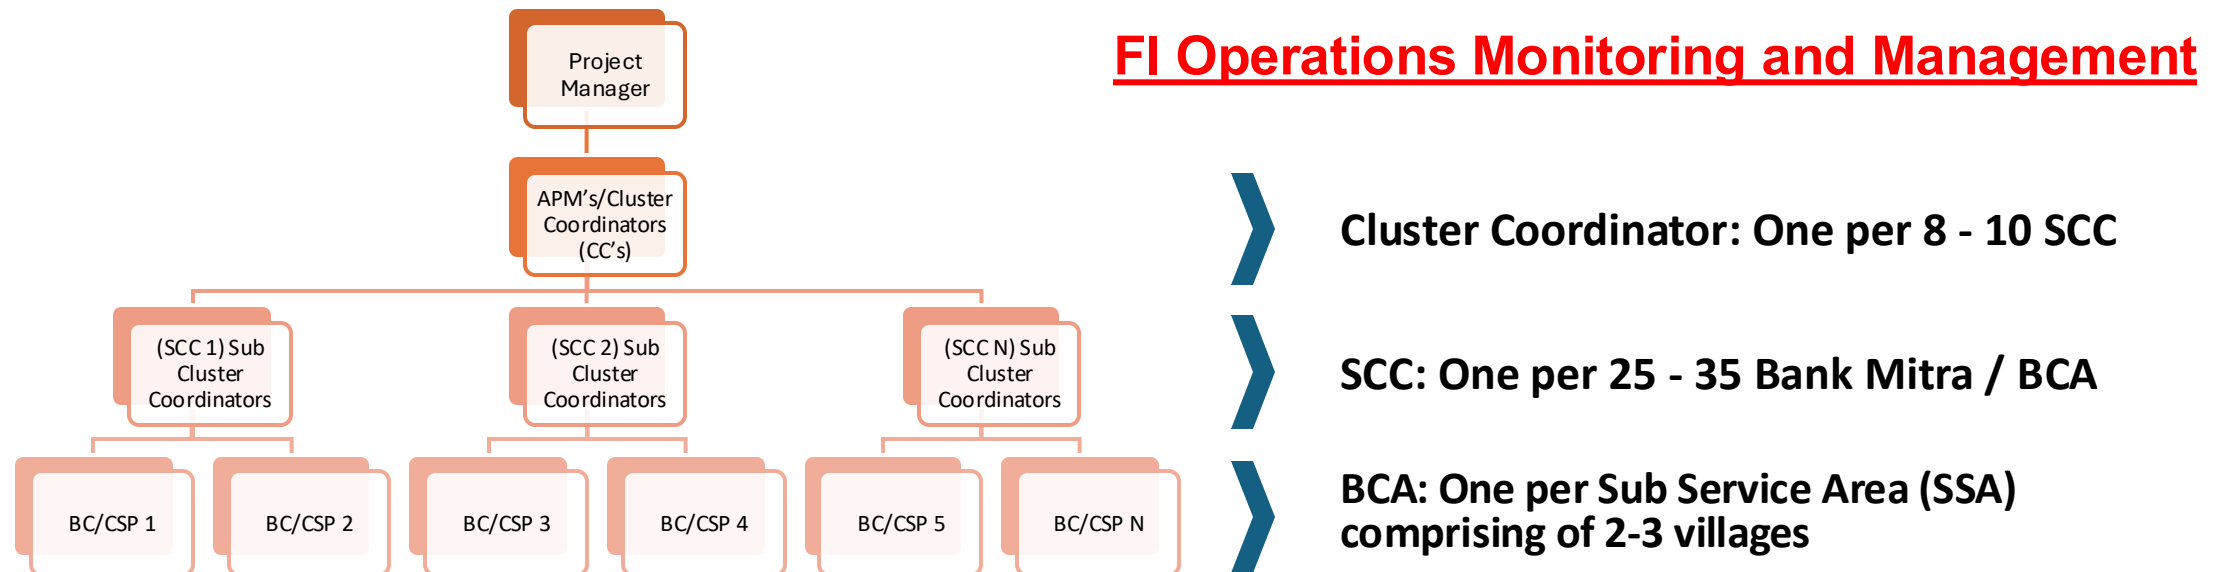 FI Operations Monitoring and Management
Project
Manager
APM's/Cluster
Coordinators
(CC's)
(SCC 1) Sub
Cluster
Coordinators
(SCC 2) Sub
Cluster
Coordinators
(SCC N) Sub
Cluster
Coordinators
BC/CSP 1
BC/CSP 2
BC/CSP 3
BC/CSP 4
BC/CSP 5
BC/CSP N
Cluster Coordinator: One per 8 - 10 SCC
SCC: One per 25 - 35 Bank Mitra / BCA
BCA: One per Sub Service Area (SSA)
comprising of 2-3 villages